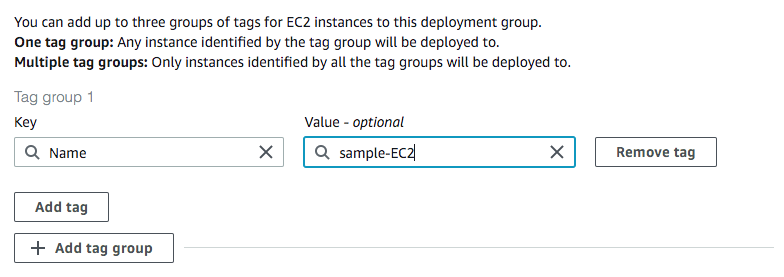 You can add up to three groups of tags for EC2 instances to this deployment group.
One tag group: Any instance identified by the tag group will be deployed to.
Multiple tag groups: Only instances identified by all the tag groups will be deployed to.
Tag group 1
Key Value - optional
Name sample-EC2 Remove tag
Add tag
+ Add tag group